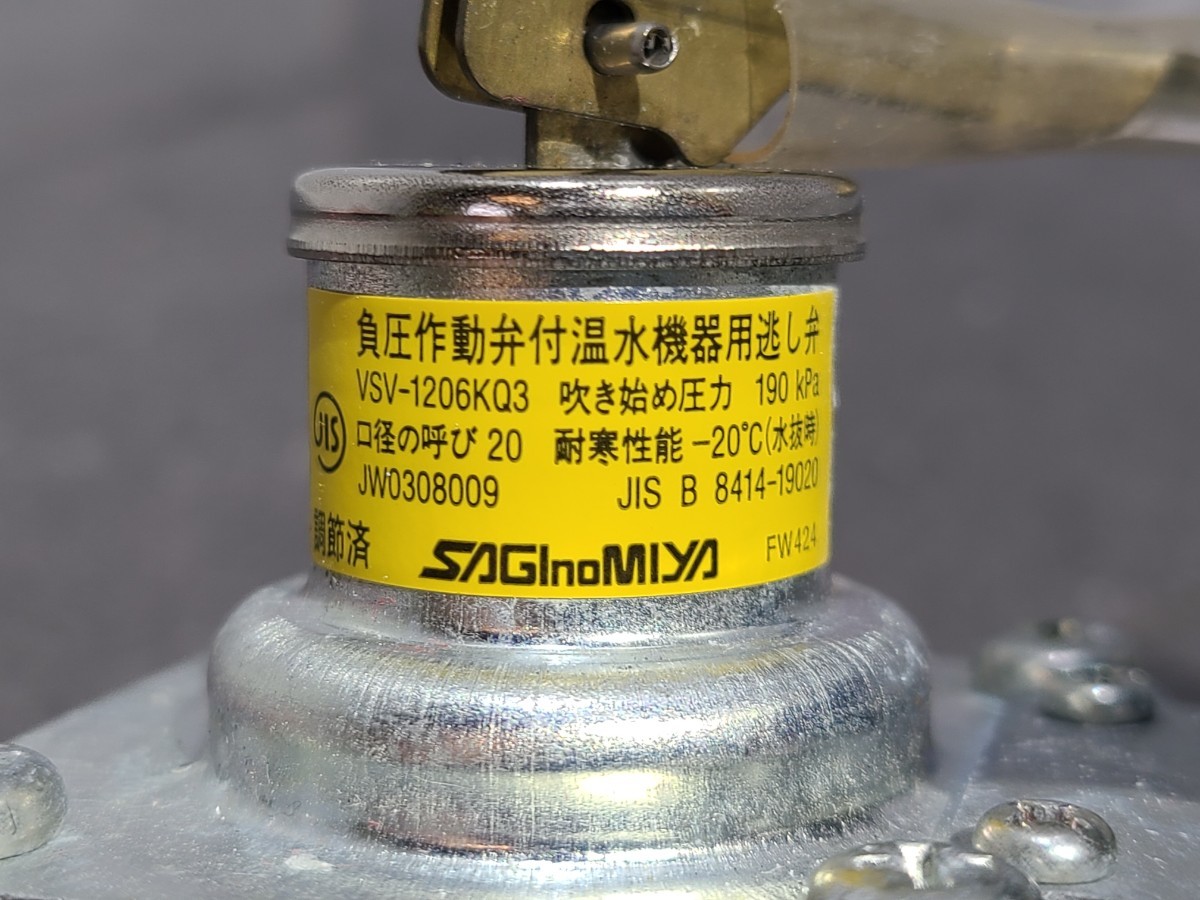 負圧作動弁付温水機器用逃し弁
VSV-1206KQ3 吹き始め圧力 190 kPa
JIS 口径の呼び 20 耐寒性能 -20℃(水抜時)
JW0308009 JIS B 8414-19020
調節済 SAGInoMIYA FW424